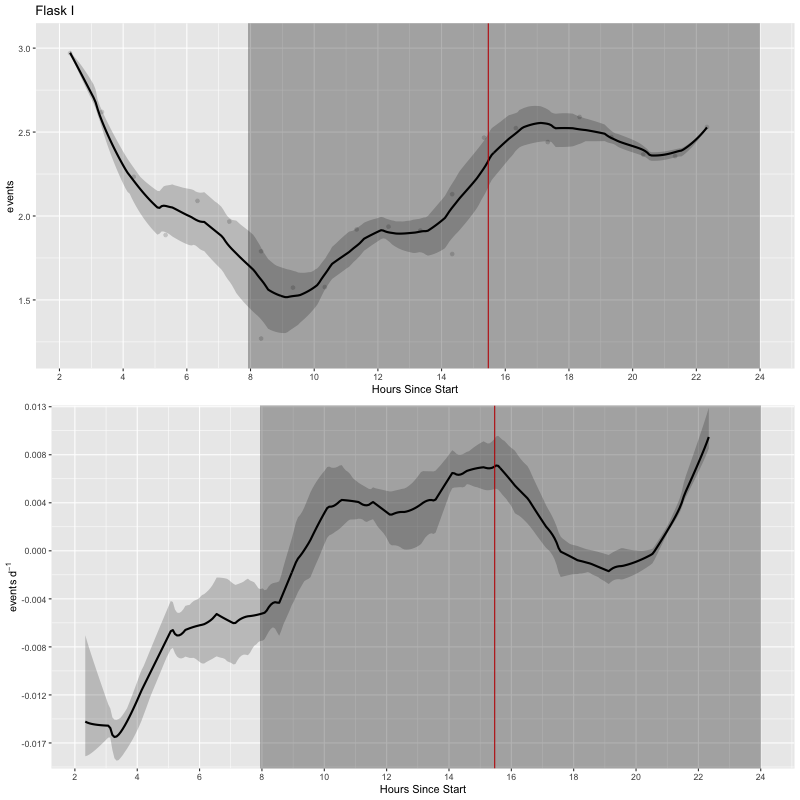 Flask I
3.0
2.5
2.0
1.5
events
2 4 6 8 10 12 14 16 18 20 22 24
Hours Since Start
0.013
0.008
0.004
0.000
-0.004
-0.008
-0.012
-0.017
events d⁻¹
2 4 6 8 10 12 14 16 18 20 22 24
Hours Since Start